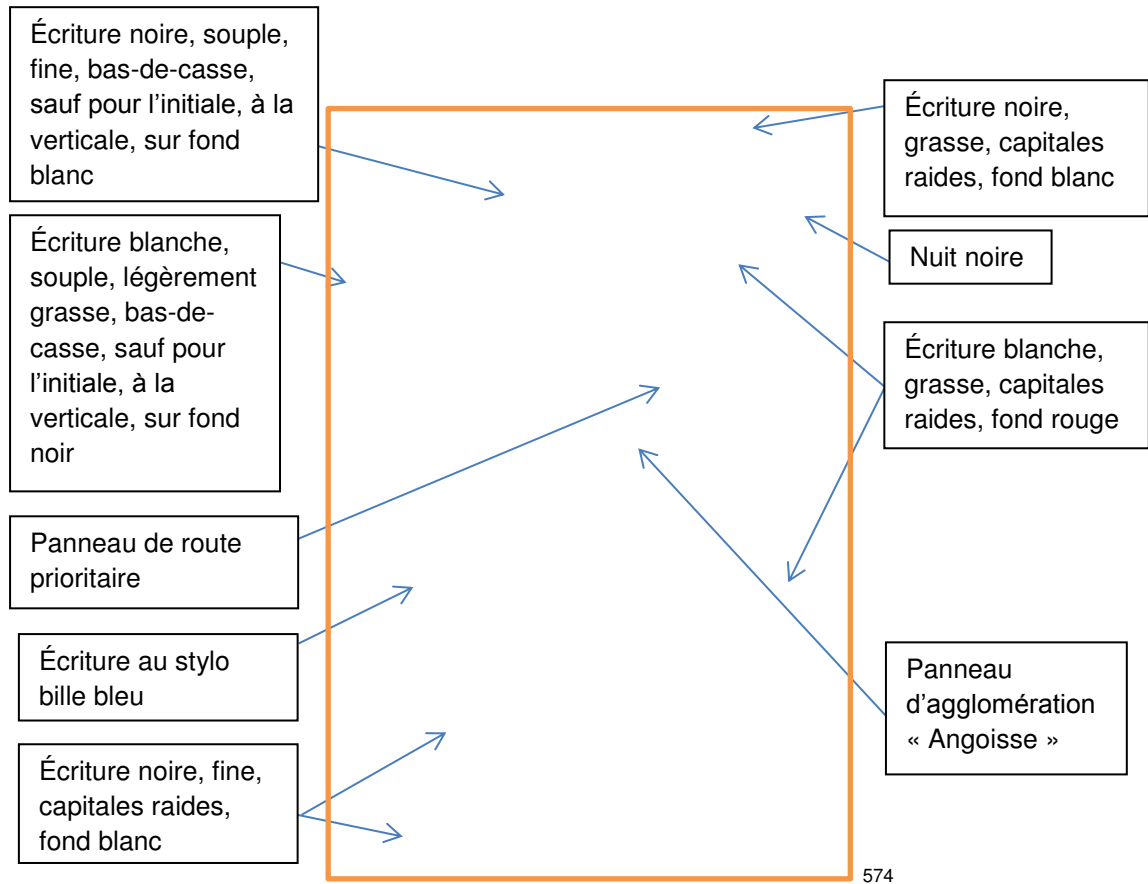 Écriture noire, souple,
fine, bas-de-casse,
sauf pour l’initiale, à la
verticale, sur fond
blanc
Écriture blanche,
souple, légèrement
grasse, bas-de-
casse, sauf pour
l’initiale, à la
verticale, sur fond
noir
Panneau de route
prioritaire
Écriture au stylo
bille bleu
Écriture noire, fine,
capitales raides,
fond blanc
Écriture noire,
grasse, capitales
raides, fond blanc
Nuit noire
Écriture blanche,
grasse, capitales
raides, fond rouge
Panneau
d’agglomération
« Angoisse »
574